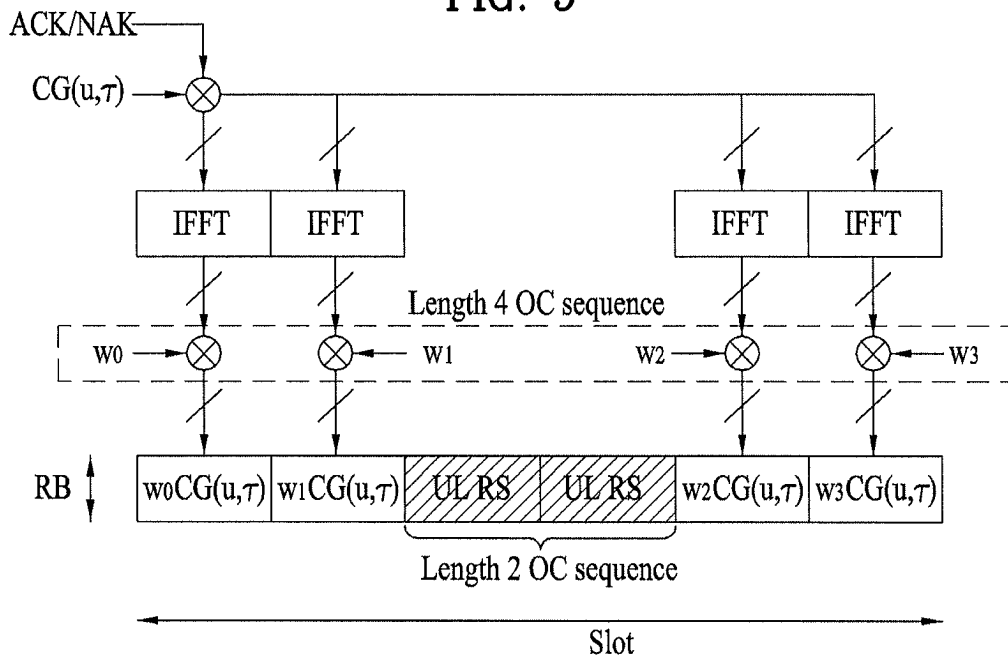 FIG. 9
ACK/NAK
CG(u,τ)
IFFT IFFT IFFT IFFT
Length 4 OC sequence
w0 w1 w2 w3
RB w0CG(u,τ) w1CG(u,τ) UL RS UL RS w2CG(u,τ) w3CG(u,τ)
Length 2 OC sequence
Slot